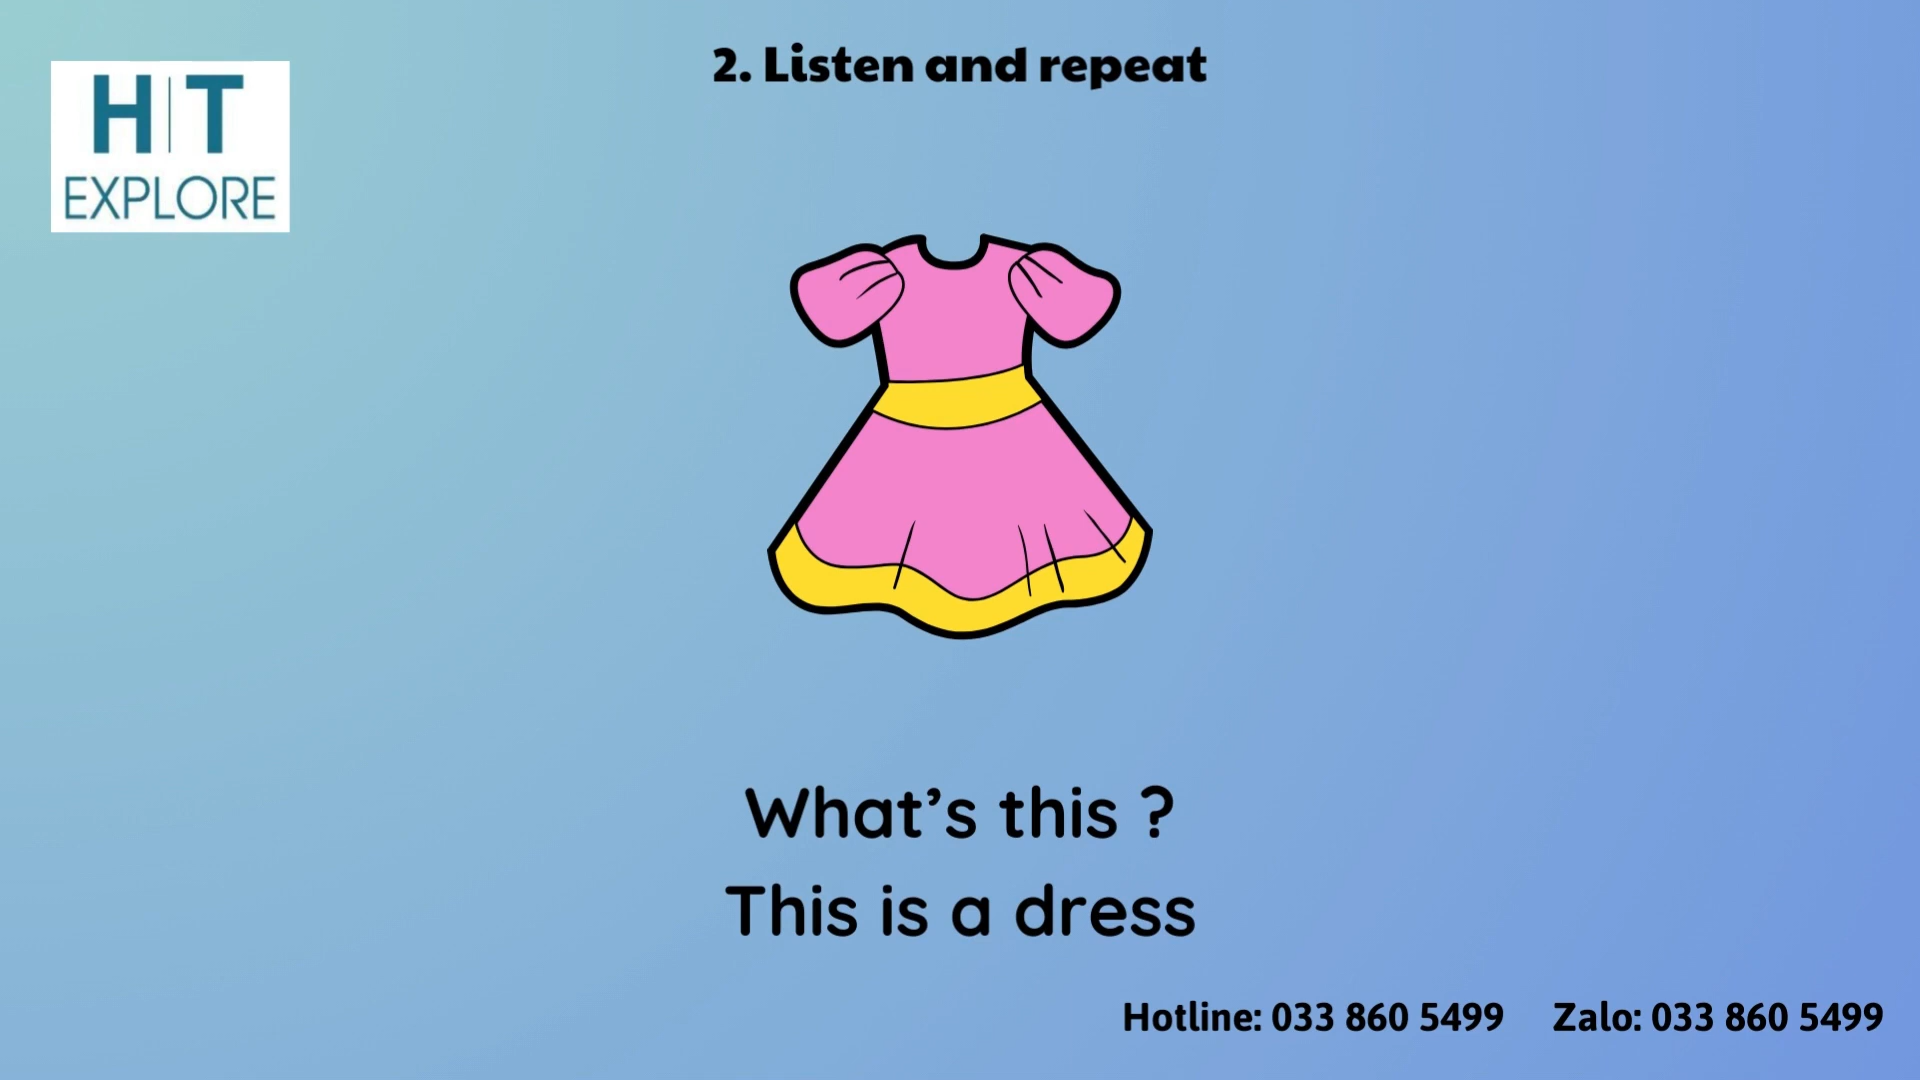 2. Listen and repeat
H|T
EXPLORE
What’s this ?
This is a dress
Hotline: 033 860 5499 Zalo: 033 860 5499